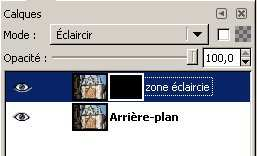 Calques
Mode : Éclaircir
Opacité : 100,0
zone éclaircie
Arrière-plan